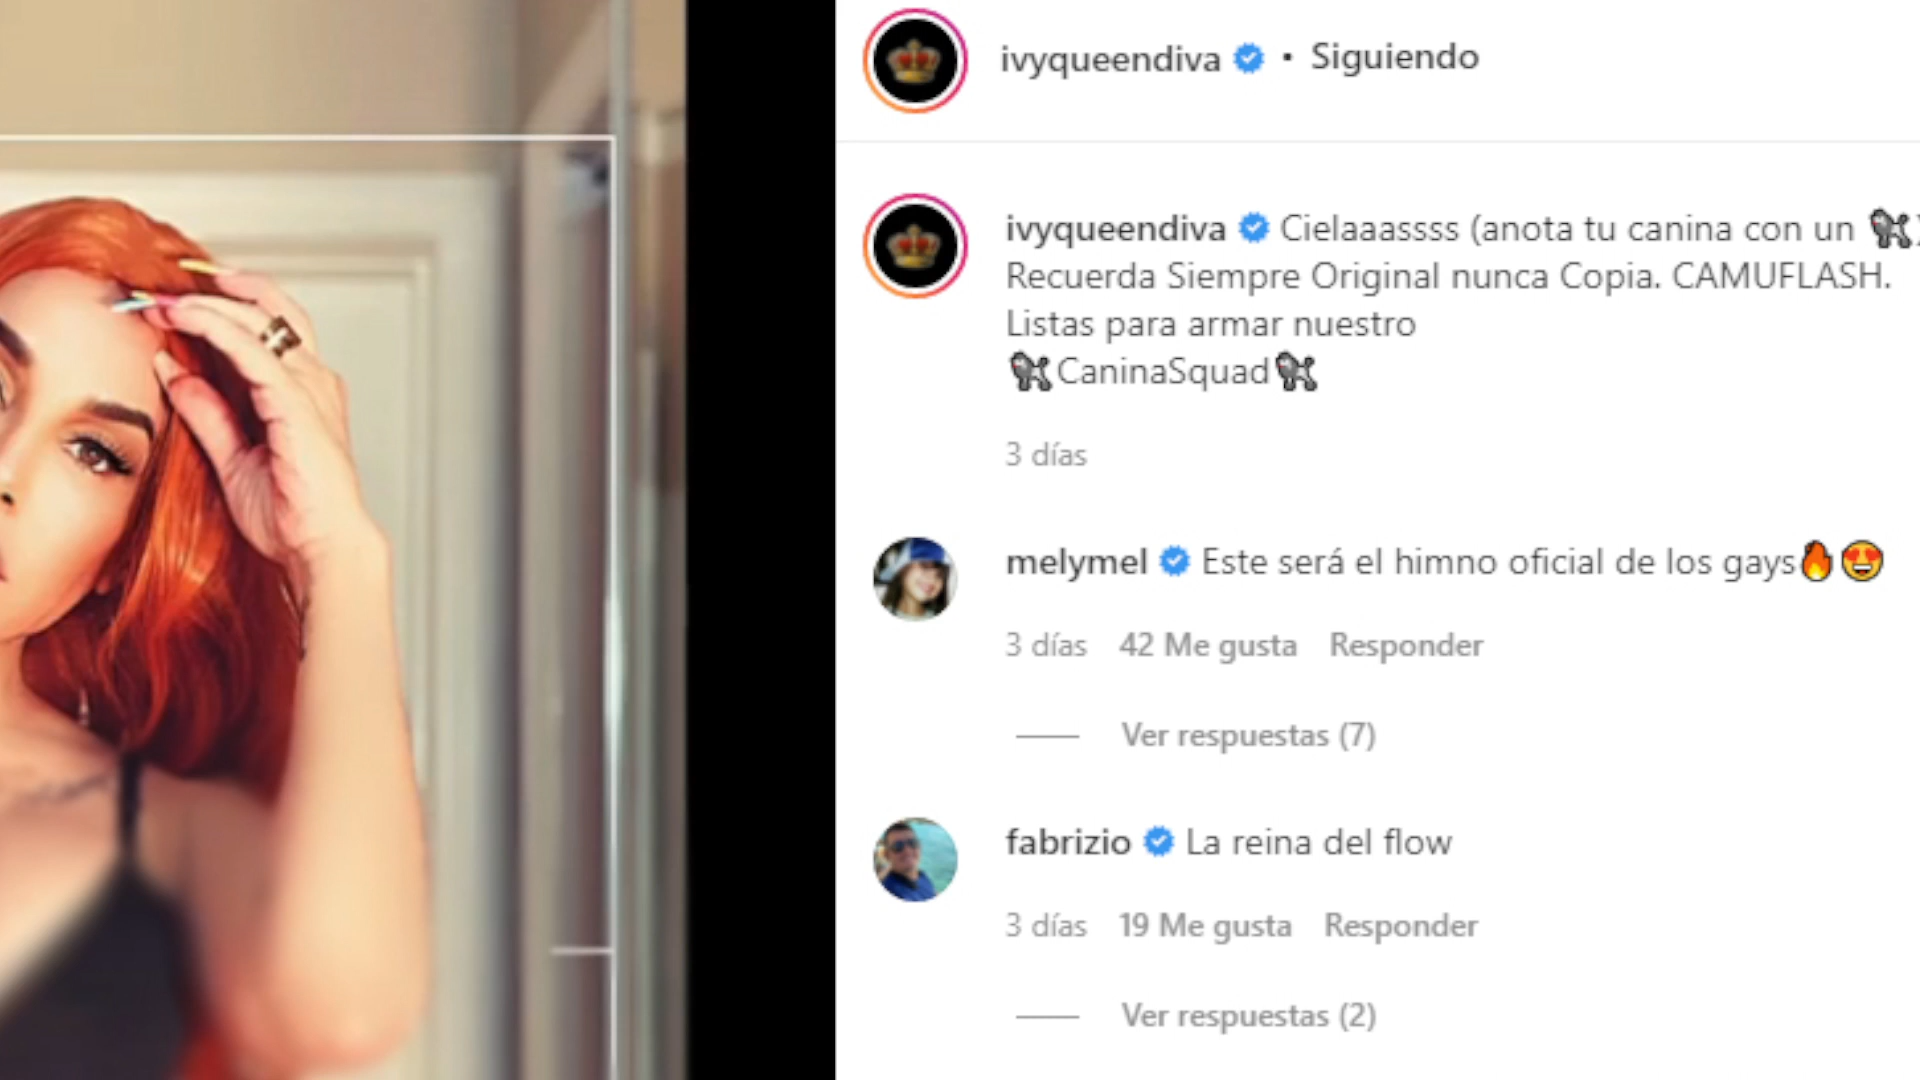 ivyqueendiva • Siguiendo
ivyqueendiva Cielaaassss (anota tu canina con un 🐩)
Recuerda Siempre Original nunca Copia. CAMUFLASH.
Listas para armar nuestro
🐩CaninaSquad🐩
3 días
melymel Este será el himno oficial de los gays🔥😍
3 días 42 Me gusta Responder
Ver respuestas (7)
fabrizio La reina del flow
3 días 19 Me gusta Responder
Ver respuestas (2)